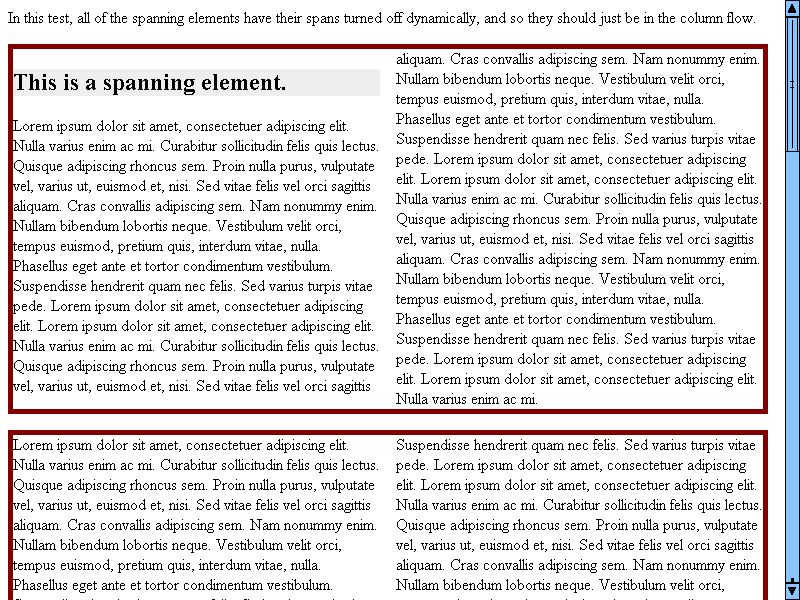 In this test, all of the spanning elements have their spans turned off dynamically, and so they should just be in the column flow.
This is a spanning element.
Lorem ipsum dolor sit amet, consectetuer adipiscing elit.
Nulla varius enim ac mi. Curabitur sollicitudin felis quis lectus.
Quisque adipiscing rhoncus sem. Proin nulla purus, vulputate
vel, varius ut, euismod et, nisi. Sed vitae felis vel orci sagittis
aliquam. Cras convallis adipiscing sem. Nam nonummy enim.
Nullam bibendum lobortis neque. Vestibulum velit orci,
tempus euismod, pretium quis, interdum vitae, nulla.
Phasellus eget ante et tortor condimentum vestibulum.
Suspendisse hendrerit quam nec felis. Sed varius turpis vitae
pede. Lorem ipsum dolor sit amet, consectetuer adipiscing
elit. Lorem ipsum dolor sit amet, consectetuer adipiscing elit.
Nulla varius enim ac mi. Curabitur sollicitudin felis quis lectus.
Quisque adipiscing rhoncus sem. Proin nulla purus, vulputate
vel, varius ut, euismod et, nisi. Sed vitae felis vel orci sagittis
aliquam. Cras convallis adipiscing sem. Nam nonummy enim.
Nullam bibendum lobortis neque. Vestibulum velit orci,
tempus euismod, pretium quis, interdum vitae, nulla.
Phasellus eget ante et tortor condimentum vestibulum.
Suspendisse hendrerit quam nec felis. Sed varius turpis vitae
pede. Lorem ipsum dolor sit amet, consectetuer adipiscing
elit. Lorem ipsum dolor sit amet, consectetuer adipiscing elit.
Nulla varius enim ac mi. Curabitur sollicitudin felis quis lectus.
Quisque adipiscing rhoncus sem. Proin nulla purus, vulputate
vel, varius ut, euismod et, nisi. Sed vitae felis vel orci sagittis
aliquam. Cras convallis adipiscing sem. Nam nonummy enim.
Nullam bibendum lobortis neque. Vestibulum velit orci,
tempus euismod, pretium quis, interdum vitae, nulla.
Phasellus eget ante et tortor condimentum vestibulum.
Suspendisse hendrerit quam nec felis. Sed varius turpis vitae
pede. Lorem ipsum dolor sit amet, consectetuer adipiscing
elit. Lorem ipsum dolor sit amet, consectetuer adipiscing elit.
Nulla varius enim ac mi.
Lorem ipsum dolor sit amet, consectetuer adipiscing elit.
Nulla varius enim ac mi. Curabitur sollicitudin felis quis lectus.
Quisque adipiscing rhoncus sem. Proin nulla purus, vulputate
vel, varius ut, euismod et, nisi. Sed vitae felis vel orci sagittis
aliquam. Cras convallis adipiscing sem. Nam nonummy enim.
Nullam bibendum lobortis neque. Vestibulum velit orci,
tempus euismod, pretium quis, interdum vitae, nulla.
Phasellus eget ante et tortor condimentum vestibulum.
Suspendisse hendrerit quam nec felis. Sed varius turpis vitae
pede. Lorem ipsum dolor sit amet, consectetuer adipiscing
elit. Lorem ipsum dolor sit amet, consectetuer adipiscing elit.
Nulla varius enim ac mi. Curabitur sollicitudin felis quis lectus.
Quisque adipiscing rhoncus sem. Proin nulla purus, vulputate
vel, varius ut, euismod et, nisi. Sed vitae felis vel orci sagittis
aliquam. Cras convallis adipiscing sem. Nam nonummy enim.
Nullam bibendum lobortis neque. Vestibulum velit orci,